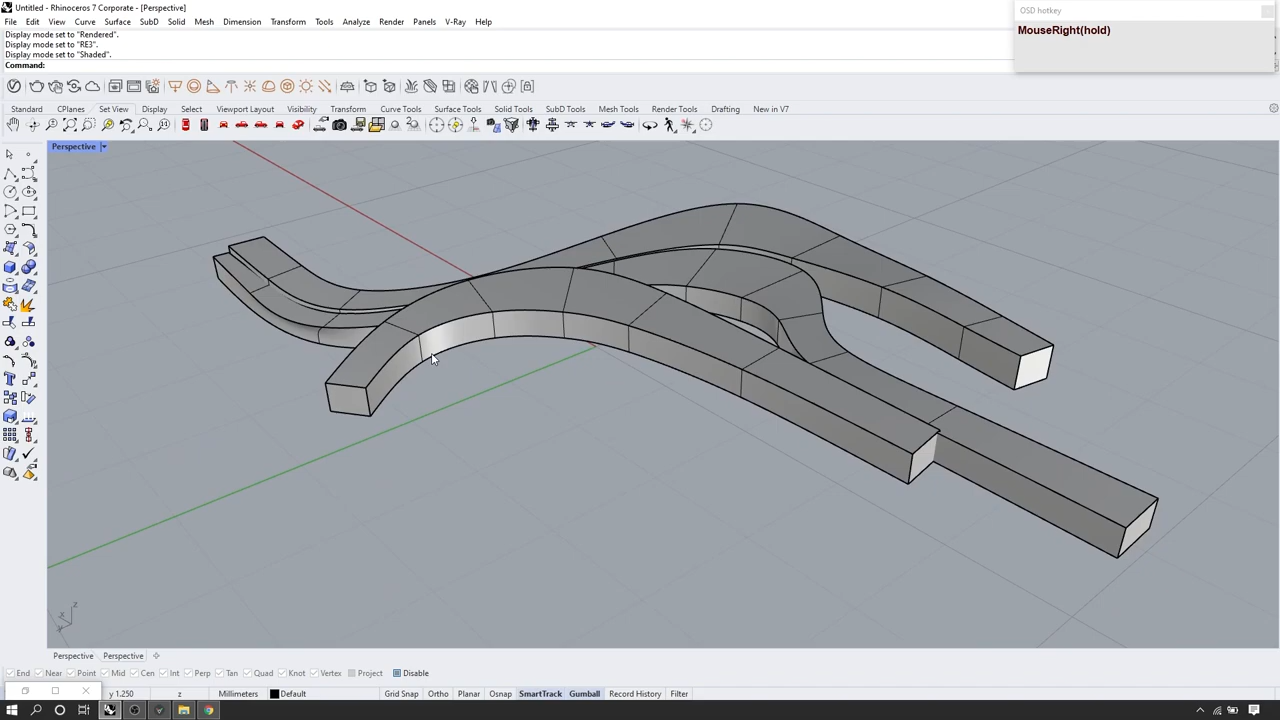 Untitled - Rhinoceros 7 Corporate - [Perspective]
OSD hotkey
File Edit View Curve Surface SubD Solid Mesh Dimension Transform Tools Analyze Render Panels V-Ray Help
MouseRight(hold)
Display mode set to "Rendered".
Display mode set to "RE3".
Display mode set to "Shaded".
Command:
Standard CPlanes Set View Display Select Viewport Layout Visibility Transform Curve Tools Surface Tools Solid Tools SubD Tools Mesh Tools Render Tools Drafting New in V7
Perspective
z
x
y
Perspective Perspective
End Near Point Mid Cen Int Perp Tan Quad Knot Vertex Project Disable
y 1.250 z Millimeters Default Grid Snap Ortho Planar Osnap SmartTrack Gumball Record History Filter